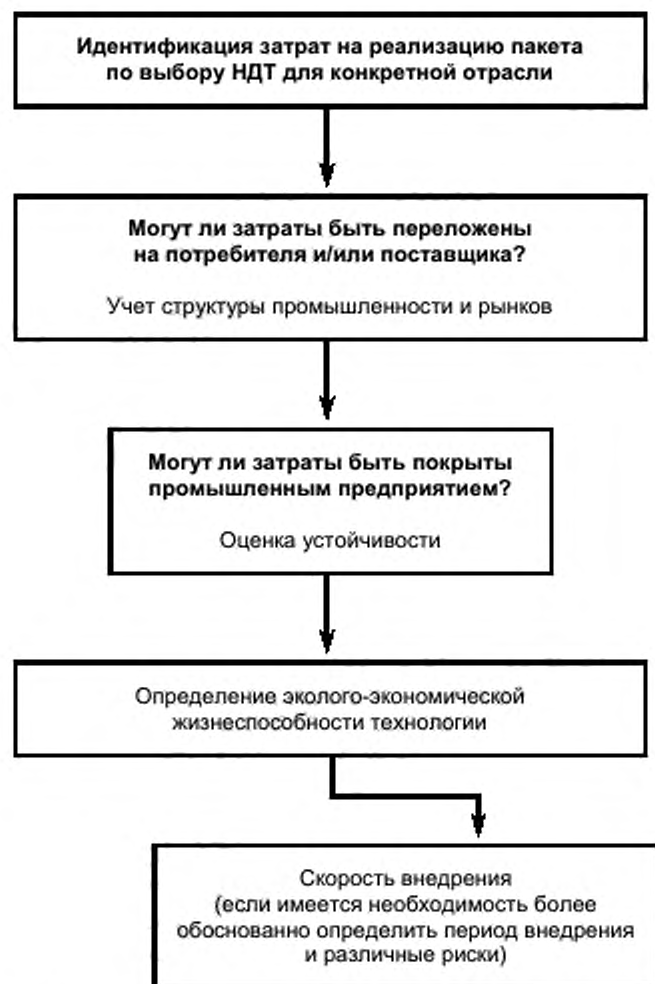 Идентификация затрат на реализацию пакета
по выбору НДТ для конкретной отрасли
Могут ли затраты быть переложены
на потребителя и/или поставщика?
Учет структуры промышленности и рынков
Могут ли затраты быть покрыты
промышленным предприятием?
Оценка устойчивости
Определение эколого-экономической
жизнеспособности технологии
Скорость внедрения
(если имеется необходимость более
обоснованно определить период внедрения
и различные риски)